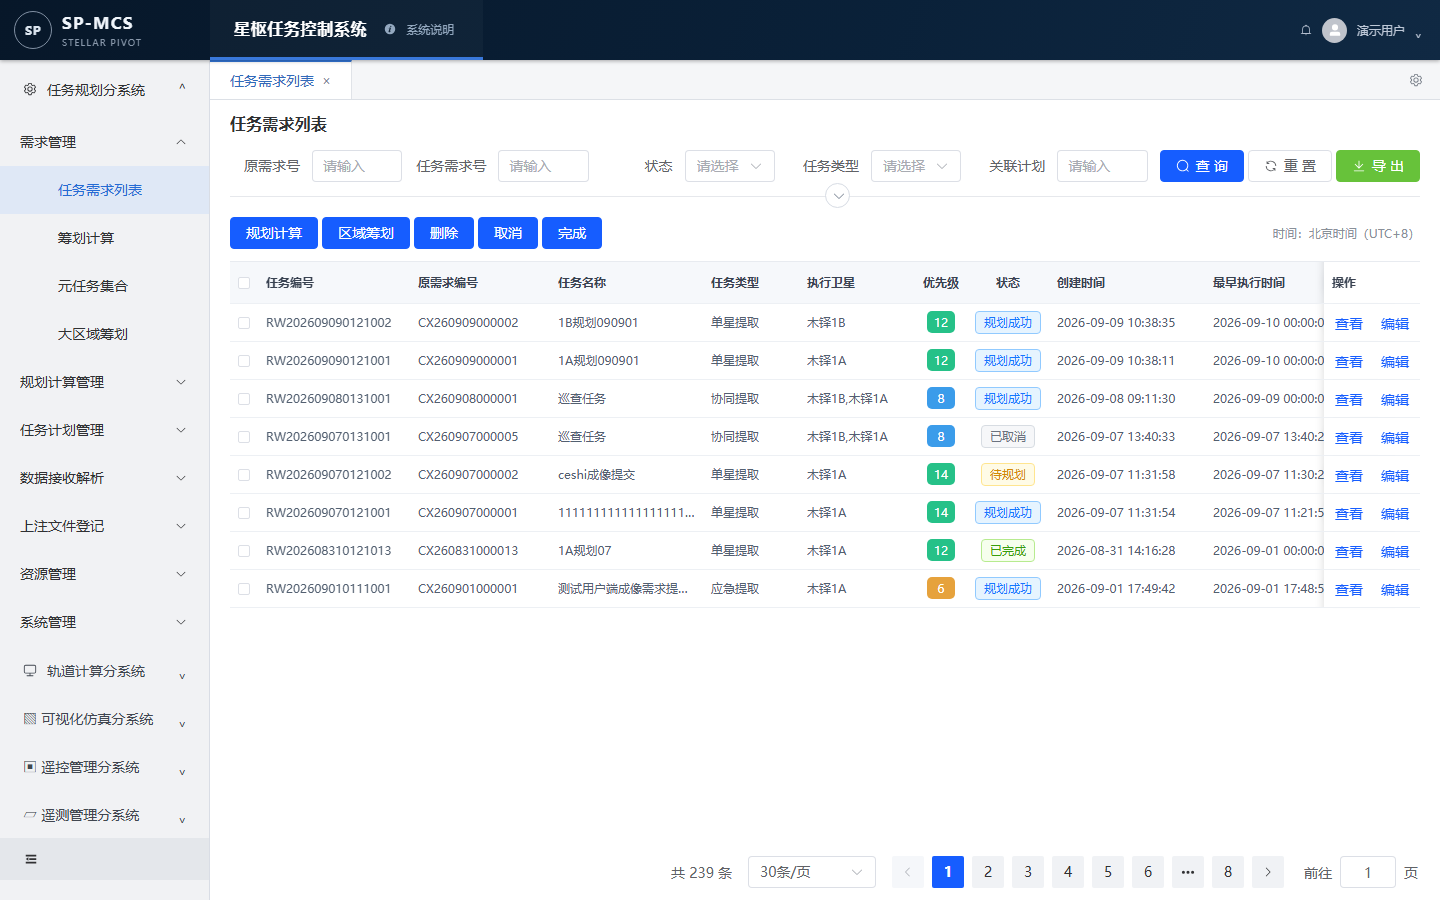 SP
SP-MCS
STELLAR PIVOT
星枢任务控制系统
系统说明
演示用户
任务规划分系统
需求管理
任务需求列表
筹划计算
元任务集合
大区域筹划
规划计算管理
任务计划管理
数据接收解析
上注文件登记
资源管理
系统管理
轨道计算分系统
可视化仿真分系统
遥控管理分系统
遥测管理分系统
任务需求列表 ×
任务需求列表
原需求号 请输入 任务需求号 请输入 状态 请选择 任务类型 请选择 关联计划 请输入 查 询 重 置 导 出
规划计算 区域筹划 删除 取消 完成 时间：北京时间（UTC+8）
任务编号 原需求编号 任务名称 任务类型 执行卫星 优先级 状态 创建时间 最早执行时间 操作
RW202609090121002 CX260909000002 1B规划090901 单星提取 木铎1B 12 规划成功 2026-09-09 10:38:35 2026-09-10 00:00:0 查看 编辑
RW202609090121001 CX260909000001 1A规划090901 单星提取 木铎1A 12 规划成功 2026-09-09 10:38:11 2026-09-10 00:00:0 查看 编辑
RW202609080131001 CX260908000001 巡查任务 协同提取 木铎1B,木铎1A 8 规划成功 2026-09-08 09:11:30 2026-09-09 00:00:0 查看 编辑
RW202609070131001 CX260907000005 巡查任务 协同提取 木铎1B,木铎1A 8 已取消 2026-09-07 13:40:33 2026-09-07 13:40:2 查看 编辑
RW202609070121002 CX260907000002 ceshi成像提交 单星提取 木铎1A 14 待规划 2026-09-07 11:31:58 2026-09-07 11:30:2 查看 编辑
RW202609070121001 CX260907000001 11111111111111111... 单星提取 木铎1A 14 规划成功 2026-09-07 11:31:54 2026-09-07 11:21:5 查看 编辑
RW202608310121013 CX260831000013 1A规划07 单星提取 木铎1A 12 已完成 2026-08-31 14:16:28 2026-09-01 00:00:0 查看 编辑
RW202609010111001 CX260901000001 测试用户端成像需求提... 应急提取 木铎1A 6 规划成功 2026-09-01 17:49:42 2026-09-01 17:48:5 查看 编辑
共 239 条 30条/页 1 2 3 4 5 6 ••• 8 前往 1 页